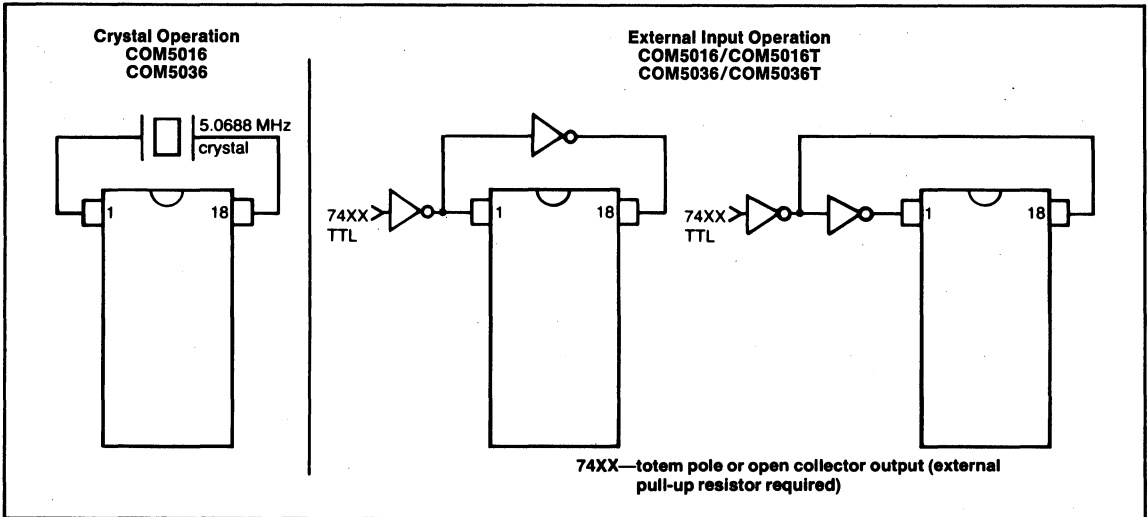 Crystal Operation
COM5016
COM5036
5.0688 MHz
crystal
1
18
External Input Operation
COM5016/COM5016T
COM5036/COM5036T
74XX
TTL
1
18
74XX
TTL
1
18
74XX—totem pole or open collector output (external
pull-up resistor required)